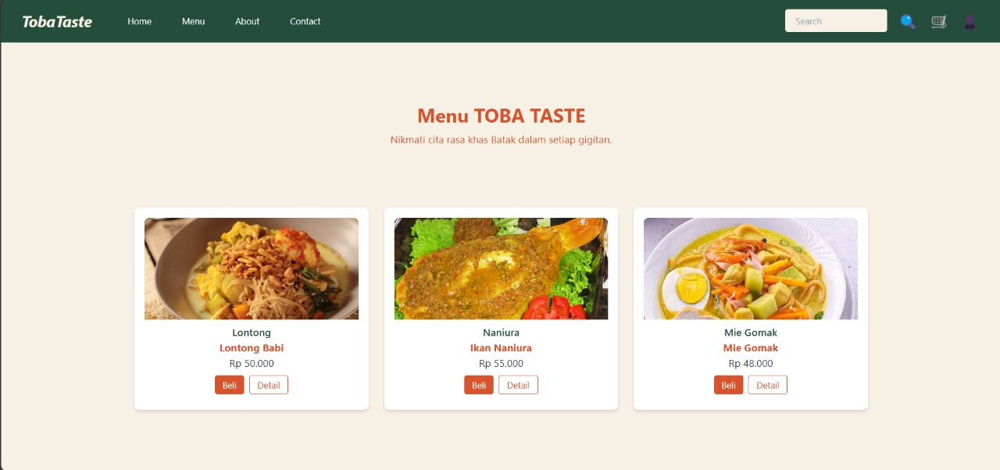 TobaTaste Home Menu About Contact Search
Menu TOBA TASTE
Nikmati cita rasa khas Batak dalam setiap gigitan.
Lontong
Lontong Babi
Rp 50.000
Beli Detail
Naniura
Ikan Naniura
Rp 55.000
Beli Detail
Mie Gomak
Mie Gomak
Rp 48.000
Beli Detail